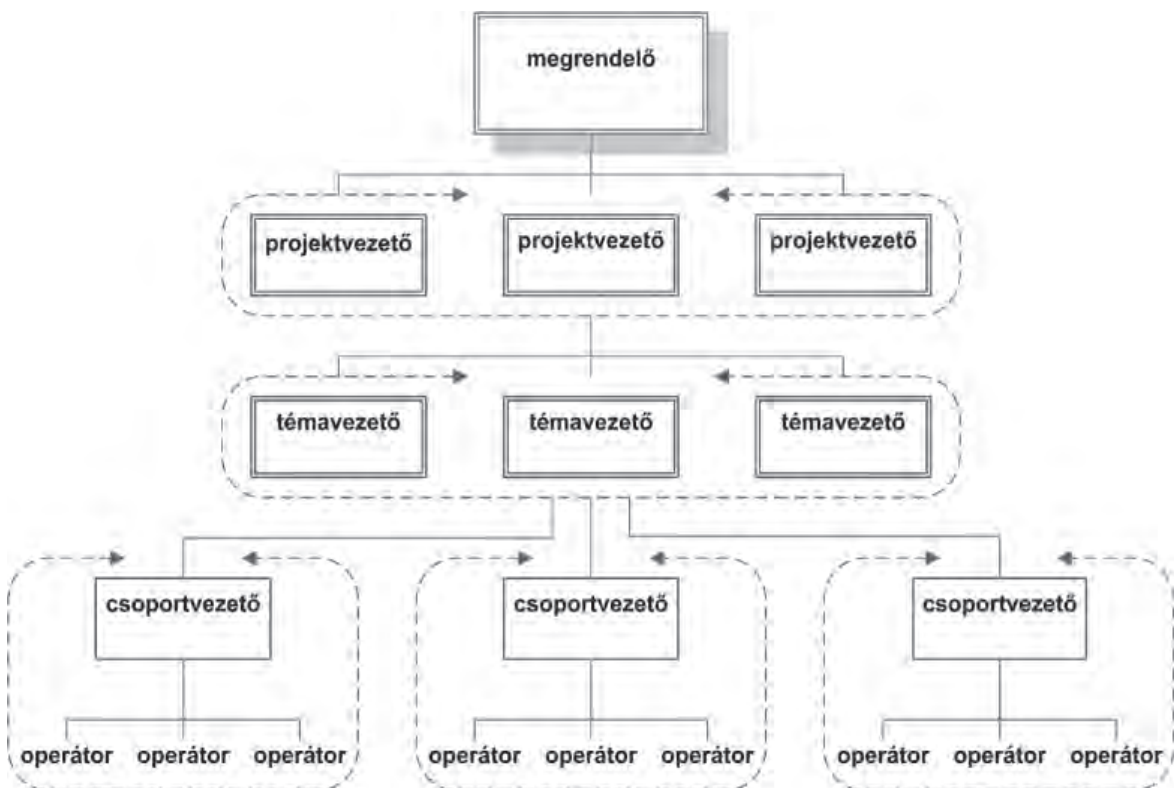 megrendelő
projektvezető projektvezető projektvezető
témavezető témavezető témavezető
csoportvezető csoportvezető csoportvezető
operátor operátor operátor operátor operátor operátor operátor operátor operátor